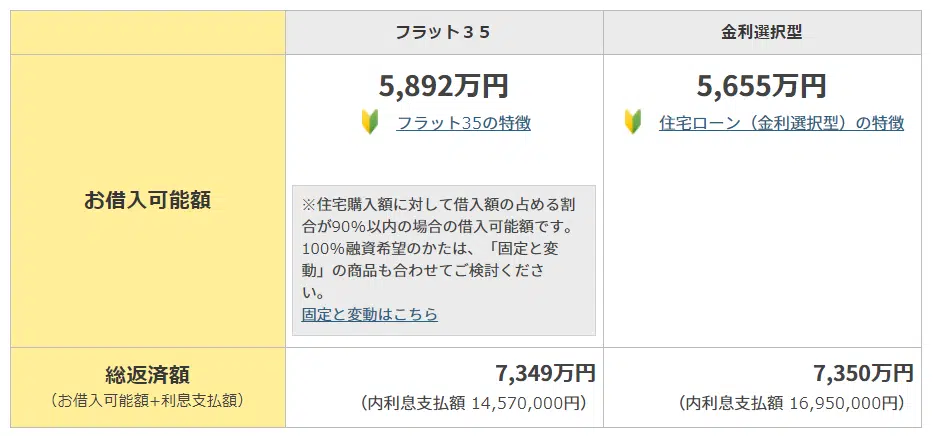 フラット３５
金利選択型
お借入可能額
5,892万円
フラット35の特徴
※住宅購入額に対して借入額の占める割
合が90％以内の場合の借入可能額です。
100％融資希望のかたは、「固定と変
動」の商品も合わせてご検討くださ
い。
固定と変動はこちら
5,655万円
住宅ローン（金利選択型）の特徴
総返済額
（お借入可能額+利息支払額）
7,349万円
（内利息支払額 14,570,000円）
7,350万円
（内利息支払額 16,950,000円）